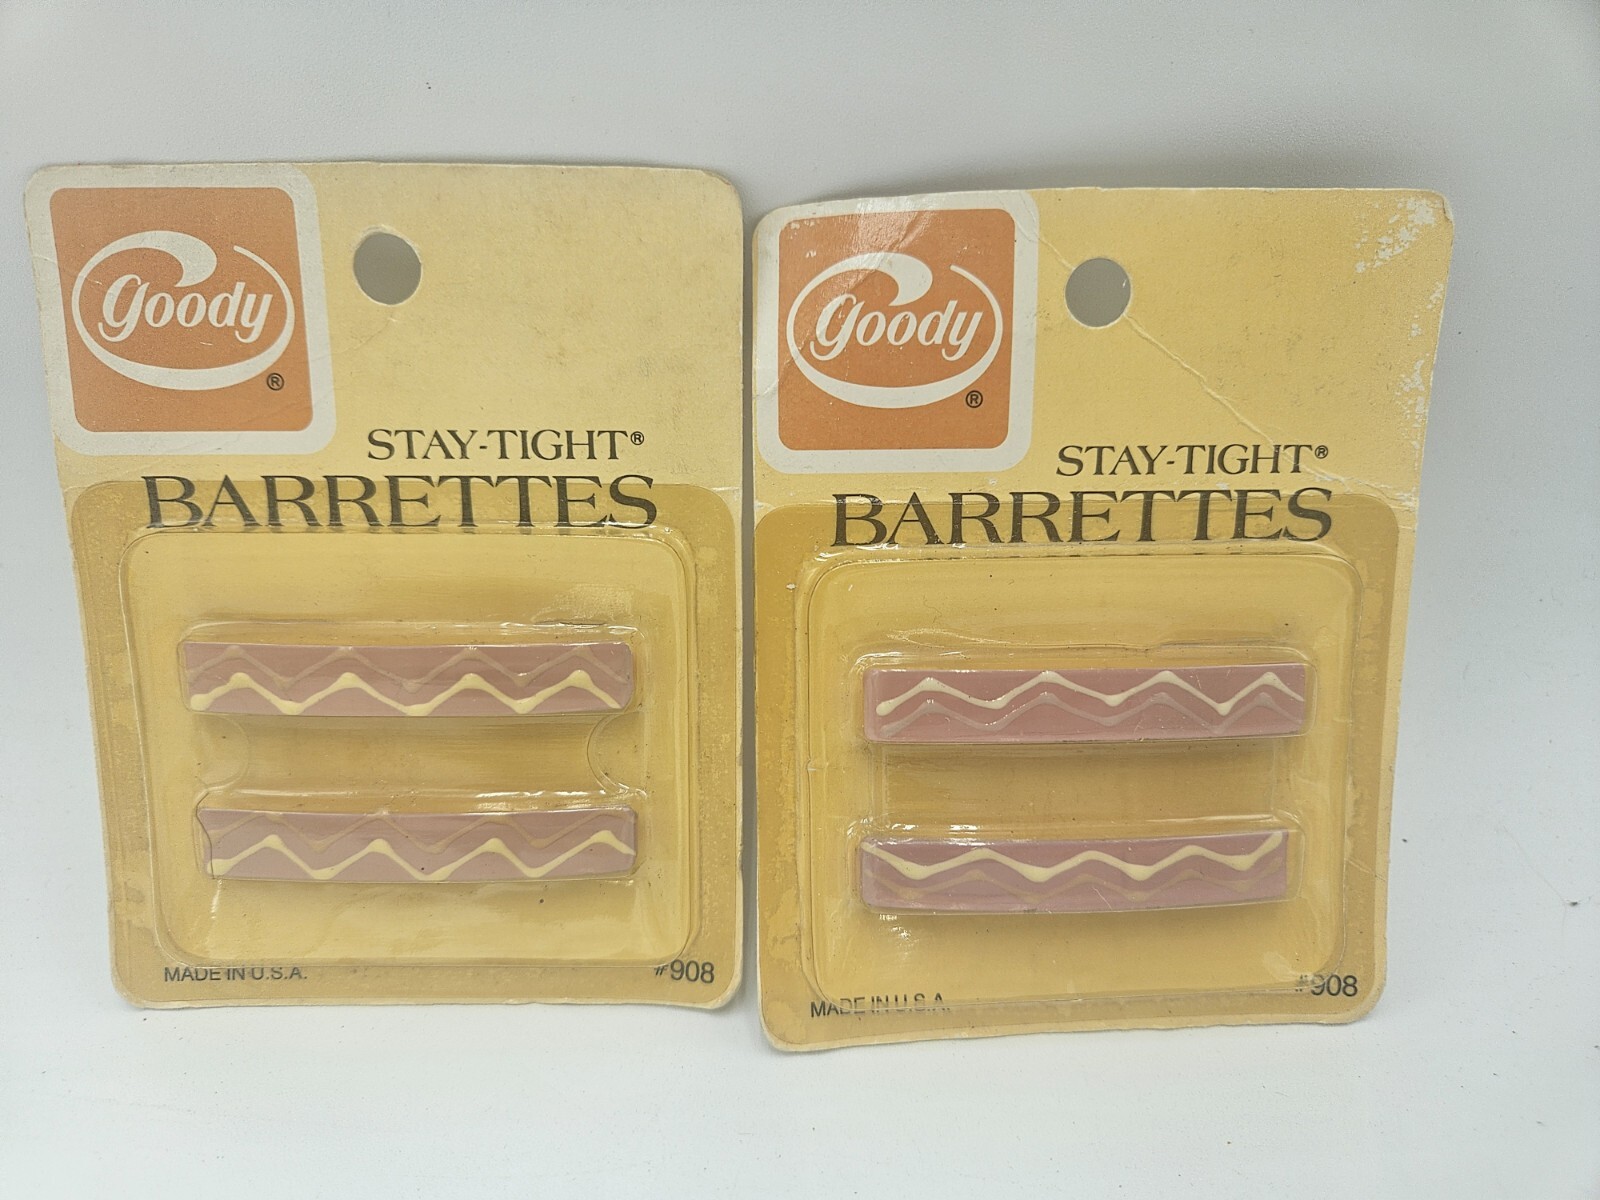 goody®
STAY-TIGHT®
BARRETTES
MADE IN U.S.A.
#908
goody®
STAY-TIGHT®
BARRETTES
MADE IN U.S.A.
#908